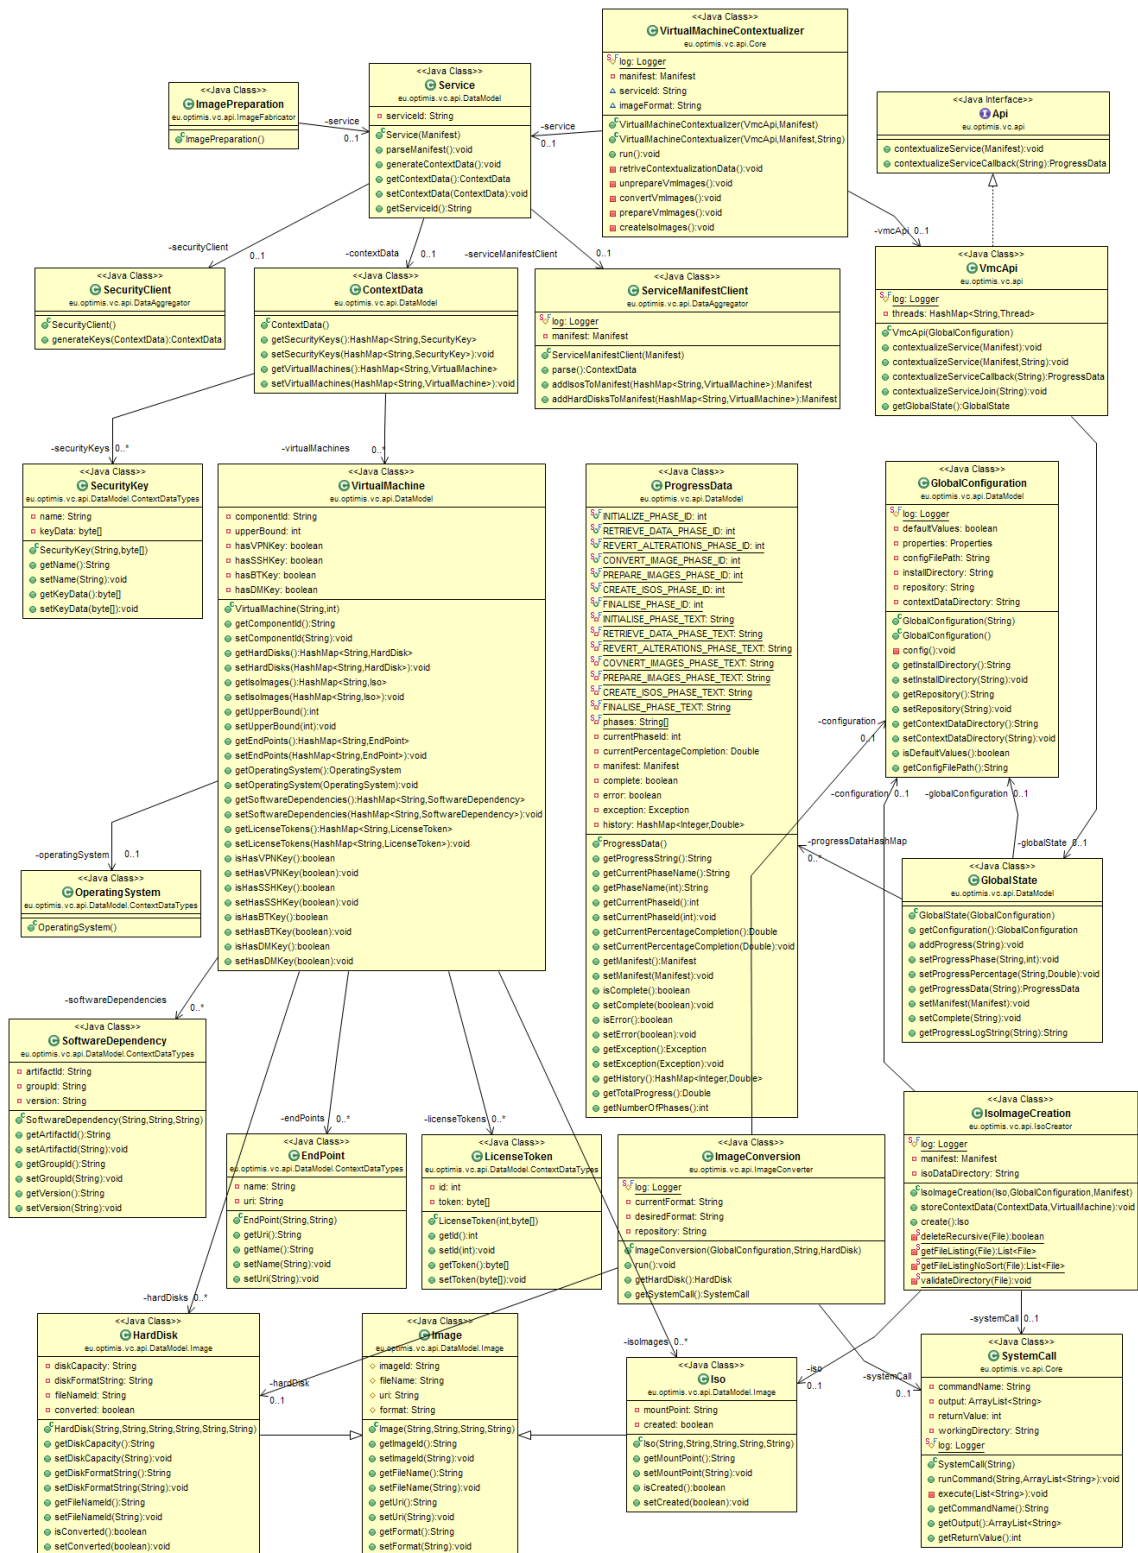 <<Java Class>>
VirtualMachineContextualizer
eu.optimis.vc.api.Core
log: Logger
manifest: Manifest
serviceId: String
imageFormat: String
VirtualMachineContextualizer(VmcApi,Manifest)
VirtualMachineContextualizer(VmcApi,Manifest,String)
run():void
retriveContextualizationData():void
unprepareVmImages():void
convertVmImages():void
prepareVmImages():void
createIsoImages():void
<<Java Class>>
Service
eu.optimis.vc.api.DataModel
serviceId: String
Service(Manifest)
parseManifest():void
generateContextData():void
getContextData():ContextData
setContextData(ContextData):void
getServiceId():String
<<Java Class>>
ImagePreparation
eu.optimis.vc.api.ImageFabricator
ImagePreparation()
-service
0..1
-service
0..1
<<Java Interface>>
Api
eu.optimis.vc.api
contextualizeService(Manifest):void
contextualizeServiceCallback(String):ProgressData
-vmcApi 0..1
-securityClient
0..1
-contextData
0..1
-serviceManifestClient
0..1
<<Java Class>>
VmcApi
eu.optimis.vc.api
log: Logger
threads: HashMap<String,Thread>
VmcApi(GlobalConfiguration)
contextualizeService(Manifest):void
contextualizeService(Manifest,String):void
contextualizeServiceCallback(String):ProgressData
contextualizeServiceJoin(String):void
getGlobalState():GlobalState
<<Java Class>>
SecurityClient
eu.optimis.vc.api.DataAggregator
SecurityClient()
generateKeys(ContextData):ContextData
<<Java Class>>
ContextData
eu.optimis.vc.api.DataModel
ContextData()
getSecurityKeys():HashMap<String,SecurityKey>
setSecurityKeys(HashMap<String,SecurityKey>):void
getVirtualMachines():HashMap<String,VirtualMachine>
setVirtualMachines(HashMap<String,VirtualMachine>):void
<<Java Class>>
ServiceManifestClient
eu.optimis.vc.api.DataAggregator
log: Logger
manifest: Manifest
ServiceManifestClient(Manifest)
parse():ContextData
addIsosToManifest(HashMap<String,VirtualMachine>):Manifest
addHardDisksToManifest(HashMap<String,VirtualMachine>):Manifest
-securityKeys 0..*
-virtualMachines 0..*
<<Java Class>>
SecurityKey
eu.optimis.vc.api.DataModel.ContextDataTypes
name: String
keyData: byte[]
SecurityKey(String,byte[])
getName():String
setName(String):void
getKeyData():byte[]
setKeyData(byte[]):void
<<Java Class>>
VirtualMachine
eu.optimis.vc.api.DataModel
componentId: String
upperBound: int
hasVPNKey: boolean
hasSSHKey: boolean
hasBTKey: boolean
hasDMKey: boolean
VirtualMachine(String,int)
getComponentId():String
setComponentId(String):void
getHardDisks():HashMap<String,HardDisk>
setHardDisks(HashMap<String,HardDisk>):void
getIsoImages():HashMap<String,Iso>
setIsoImages(HashMap<String,Iso>):void
getUpperBound():int
setUpperBound(int):void
getEndPoints():HashMap<String,EndPoint>
setEndPoints(HashMap<String,EndPoint>):void
getOperatingSystem():OperatingSystem
setOperatingSystem(OperatingSystem):void
getSoftwareDependencies():HashMap<String,SoftwareDependency>
setSoftwareDependencies(HashMap<String,SoftwareDependency>):void
getLicenseTokens():HashMap<String,LicenseToken>
setLicenseTokens(HashMap<String,LicenseToken>):void
isHasVPNKey():boolean
setHasVPNKey(boolean):void
isHasSSHKey():boolean
setHasSSHKey(boolean):void
isHasBTKey():boolean
setHasBTKey(boolean):void
isHasDMKey():boolean
setHasDMKey(boolean):void
<<Java Class>>
ProgressData
eu.optimis.vc.api.DataModel
INITIALIZE_PHASE_ID: int
RETRIEVE_DATA_PHASE_ID: int
REVERT_ALTERATIONS_PHASE_ID: int
CONVERT_IMAGE_PHASE_ID: int
PREPARE_IMAGES_PHASE_ID: int
CREATE_ISOS_PHASE_ID: int
FINALISE_PHASE_ID: int
INITIALISE_PHASE_TEXT: String
RETRIEVE_DATA_PHASE_TEXT: String
REVERT_ALTERATIONS_PHASE_TEXT: String
COVNERT_IMAGES_PHASE_TEXT: String
PREPARE_IMAGES_PHASE_TEXT: String
CREATE_ISOS_PHASE_TEXT: String
FINALISE_PHASE_TEXT: String
phases: String[]
currentPhaseId: int
currentPercentageCompletion: Double
manifest: Manifest
complete: boolean
error: boolean
exception: Exception
history: HashMap<Integer,Double>
ProgressData()
getProgressString():String
getCurrentPhaseName():String
getPhaseName(int):String
getCurrentPhaseId():int
setCurrentPhaseId(int):void
getCurrentPercentageCompletion():Double
setCurrentPercentageCompletion(Double):void
getManifest():Manifest
setManifest(Manifest):void
isComplete():boolean
setComplete(boolean):void
isError():boolean
setError(boolean):void
getException():Exception
setException(Exception):void
getHistory():HashMap<Integer,Double>
getTotalProgress():Double
getNumberOfPhases():int
<<Java Class>>
GlobalConfiguration
eu.optimis.vc.api.DataModel
log: Logger
defaultValues: boolean
properties: Properties
configFilePath: String
installDirectory: String
repository: String
contextDataDirectory: String
GlobalConfiguration(String)
GlobalConfiguration()
config():void
getInstallDirectory():String
setInstallDirectory(String):void
getRepository():String
setRepository(String):void
getContextDataDirectory():String
setContextDataDirectory(String):void
isDefaultValues():boolean
getConfigFilePath():String
-configuration
0..1
-configuration 0..1
-globalConfiguration 0..1
-progressDataHashMap
0..*
-globalState 0..1
<<Java Class>>
GlobalState
eu.optimis.vc.api.DataModel
GlobalState(GlobalConfiguration)
getConfiguration():GlobalConfiguration
addProgress(String):void
setProgressPhase(String,int):void
setProgressPercentage(String,Double):void
getProgressData(String):ProgressData
setManifest(Manifest):void
setComplete(String):void
getProgressLogString(String):String
-operatingSystem 0..1
<<Java Class>>
OperatingSystem
eu.optimis.vc.api.DataModel.ContextDataTypes
OperatingSystem()
-softwareDependencies
0..*
<<Java Class>>
SoftwareDependency
eu.optimis.vc.api.DataModel.ContextDataTypes
artifactId: String
groupId: String
version: String
SoftwareDependency(String,String,String)
getArtifactId():String
setArtifactId(String):void
getGroupId():String
setGroupId(String):void
getVersion():String
setVersion(String):void
-endPoints 0..*
<<Java Class>>
EndPoint
eu.optimis.vc.api.DataModel.ContextDataTypes
name: String
uri: String
EndPoint(String,String)
getUri():String
getName():String
setName(String):void
setUri(String):void
-licenseTokens 0..*
<<Java Class>>
LicenseToken
eu.optimis.vc.api.DataModel.ContextDataTypes
id: int
token: byte[]
LicenseToken(int,byte[])
getId():int
setId(int):void
getToken():byte[]
setToken(byte[]):void
<<Java Class>>
ImageConversion
eu.optimis.vc.api.ImageConverter
log: Logger
currentFormat: String
desiredFormat: String
repository: String
ImageConversion(GlobalConfiguration,String,HardDisk)
run():void
getHardDisk():HardDisk
getSystemCall():SystemCall
<<Java Class>>
IsoImageCreation
eu.optimis.vc.api.IsoCreator
log: Logger
manifest: Manifest
isoDataDirectory: String
IsoImageCreation(Iso,GlobalConfiguration,Manifest)
storeContextData(ContextData,VirtualMachine):void
create():Iso
deleteRecursive(File):boolean
getFileListing(File):List<File>
getFileListingNoSort(File):List<File>
validateDirectory(File):void
-hardDisks 0..*
-hardDisk
0..1
-isoImages 0..*
-iso
0..1
-systemCall
0..1
-systemCall 0..1
<<Java Class>>
HardDisk
eu.optimis.vc.api.DataModel.Image
diskCapacity: String
diskFormatString: String
fileNameId: String
converted: boolean
HardDisk(String,String,String,String,String,String)
getDiskCapacity():String
setDiskCapacity(String):void
getDiskFormatString():String
setDiskFormatString(String):void
getFileNameId():String
setFileNameId(String):void
isConverted():boolean
setConverted(boolean):void
<<Java Class>>
Image
eu.optimis.vc.api.DataModel.Image
imageId: String
fileName: String
uri: String
format: String
Image(String,String,String,String)
getImageId():String
setImageId(String):void
getFileName():String
setFileName(String):void
getUri():String
setUri(String):void
getFormat():String
setFormat(String):void
<<Java Class>>
Iso
eu.optimis.vc.api.DataModel.Image
mountPoint: String
created: boolean
Iso(String,String,String,String,String)
getMountPoint():String
setMountPoint(String):void
isCreated():boolean
setCreated(boolean):void
<<Java Class>>
SystemCall
eu.optimis.vc.api.Core
commandName: String
output: ArrayList<String>
returnValue: int
workingDirectory: String
log: Logger
SystemCall(String)
runCommand(String,ArrayList<String>):void
execute(List<String>):void
getCommandName():String
getOutput():ArrayList<String>
getReturnValue():int